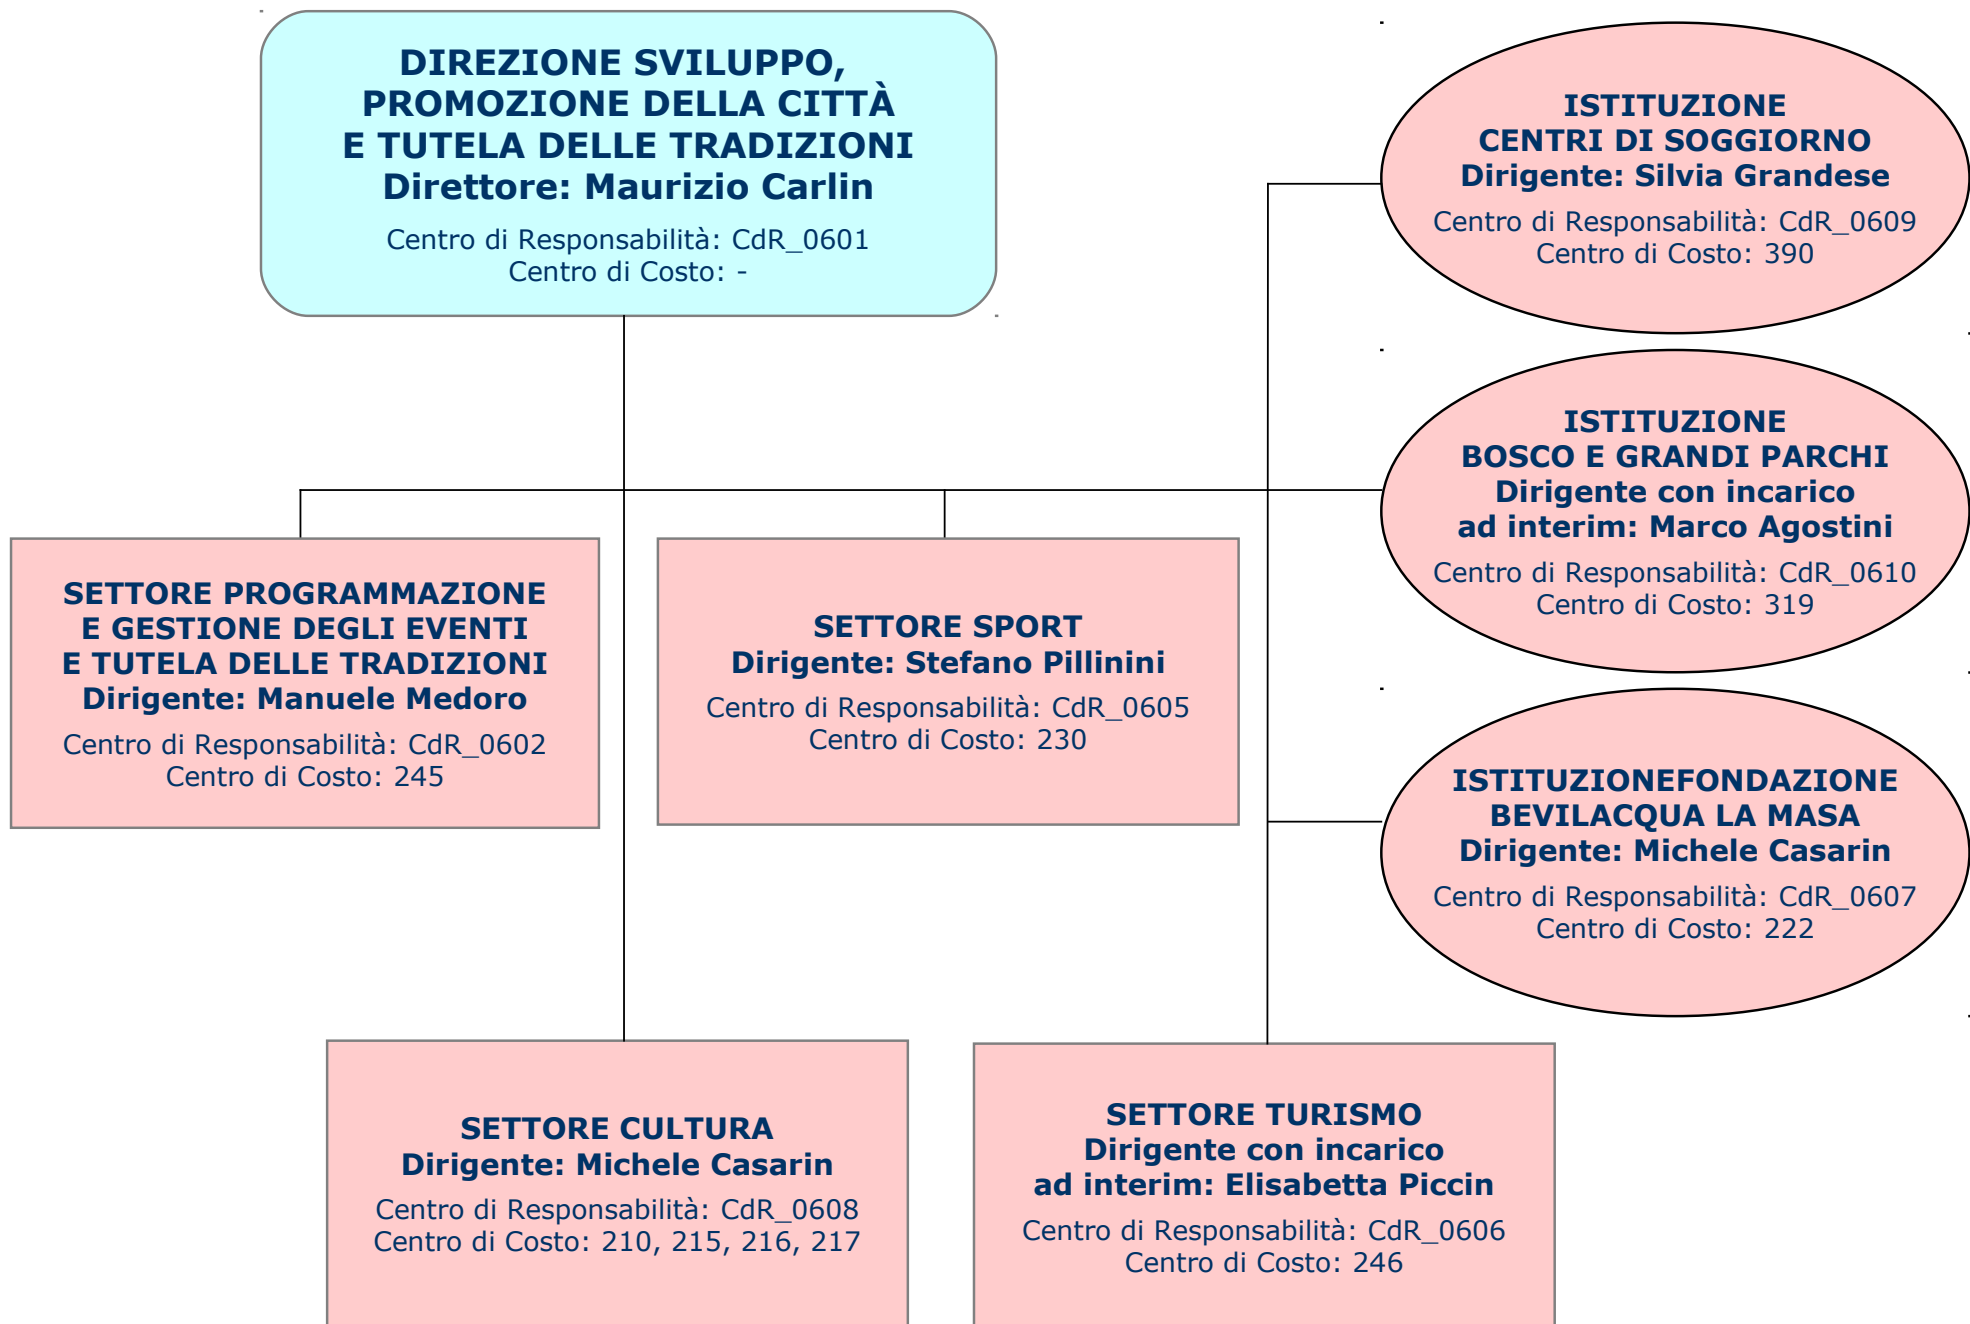 DIREZIONE SVILUPPO,
PROMOZIONE DELLA CITTÀ
E TUTELA DELLE TRADIZIONI
Direttore: Maurizio Carlin
Centro di Responsabilità: CdR_0601
Centro di Costo: -
ISTITUZIONE
CENTRI DI SOGGIORNO
Dirigente: Silvia Grandese
Centro di Responsabilità: CdR_0609
Centro di Costo: 390
ISTITUZIONE
BOSCO E GRANDI PARCHI
Dirigente con incarico
ad interim: Marco Agostini
Centro di Responsabilità: CdR_0610
Centro di Costo: 319
SETTORE PROGRAMMAZIONE
E GESTIONE DEGLI EVENTI
E TUTELA DELLE TRADIZIONI
Dirigente: Manuele Medoro
Centro di Responsabilità: CdR_0602
Centro di Costo: 245
SETTORE SPORT
Dirigente: Stefano Pillinini
Centro di Responsabilità: CdR_0605
Centro di Costo: 230
ISTITUZIONEFONDAZIONE
BEVILACQUA LA MASA
Dirigente: Michele Casarin
Centro di Responsabilità: CdR_0607
Centro di Costo: 222
SETTORE CULTURA
Dirigente: Michele Casarin
Centro di Responsabilità: CdR_0608
Centro di Costo: 210, 215, 216, 217
SETTORE TURISMO
Dirigente con incarico
ad interim: Elisabetta Piccin
Centro di Responsabilità: CdR_0606
Centro di Costo: 246